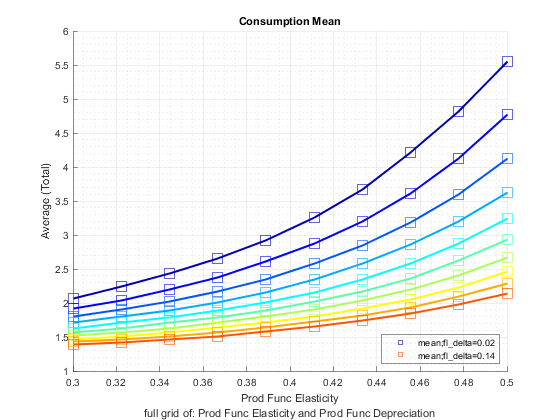 Consumption Mean
6
5.5
5
4.5
4
3.5
3
2.5
2
1.5
1
Average (Total)
mean;fl_delta=0.02
mean;fl_delta=0.14
0.3 0.32 0.34 0.36 0.38 0.4 0.42 0.44 0.46 0.48 0.5
Prod Func Elasticity
full grid of: Prod Func Elasticity and Prod Func Depreciation